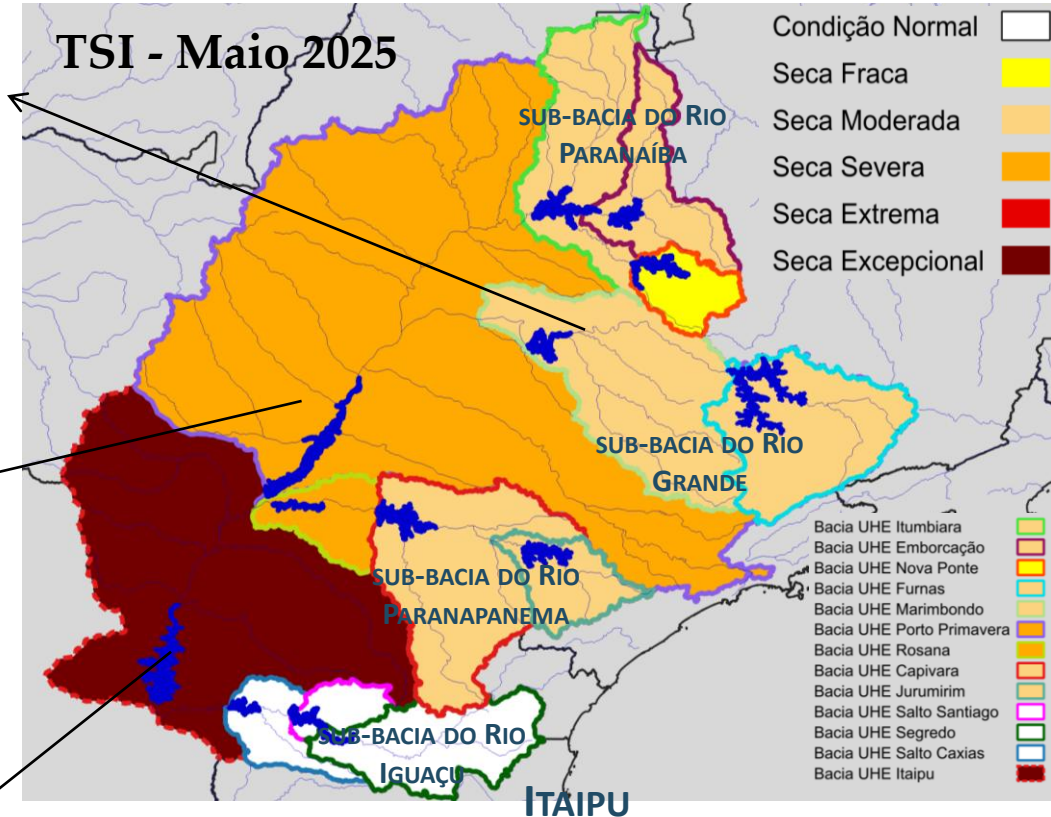 TSI - Maio 2025
Condição Normal
Seca Fraca
Seca Moderada
Seca Severa
Seca Extrema
Seca Excepcional
SUB-BACIA DO RIO
PARANAÍBA
SUB-BACIA DO RIO
GRANDE
SUB-BACIA DO RIO
PARANAPANEMA
SUB-BACIA DO RIO
IGUAÇU
ITAIPU
Bacia UHE Itumbiara
Bacia UHE Emborcação
Bacia UHE Nova Ponte
Bacia UHE Furnas
Bacia UHE Marimbondo
Bacia UHE Porto Primavera
Bacia UHE Rosana
Bacia UHE Capivara
Bacia UHE Jurumirim
Bacia UHE Salto Santiago
Bacia UHE Segredo
Bacia UHE Salto Caxias
Bacia UHE Itaipu